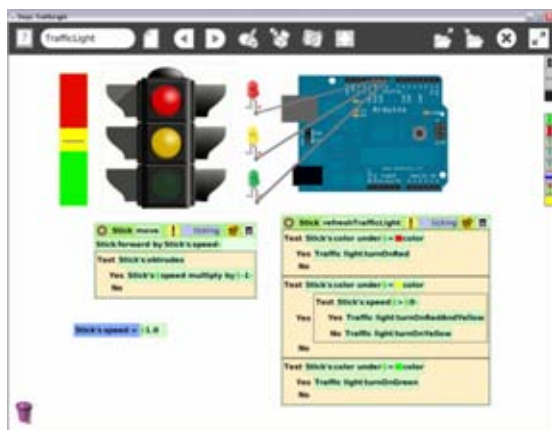 TrafficLight
Arduino
Stick move ! ticking
Stick forward by Stick's speed
Test Stick's obtrudes
Yes Stick's speed multiply by -1
No
Stick's speed = 1.0
Stick refreshTrafficLight ! ticking
Test Stick's color under = color
Yes Traffic light turnOnRed
No
Test Stick's color under = color
Test Stick's speed > 0
Yes Yes Traffic light turnOnRedAndYellow
No Traffic light turnOnYellow
No
Test Stick's color under = color
Yes Traffic light turnOnGreen
No